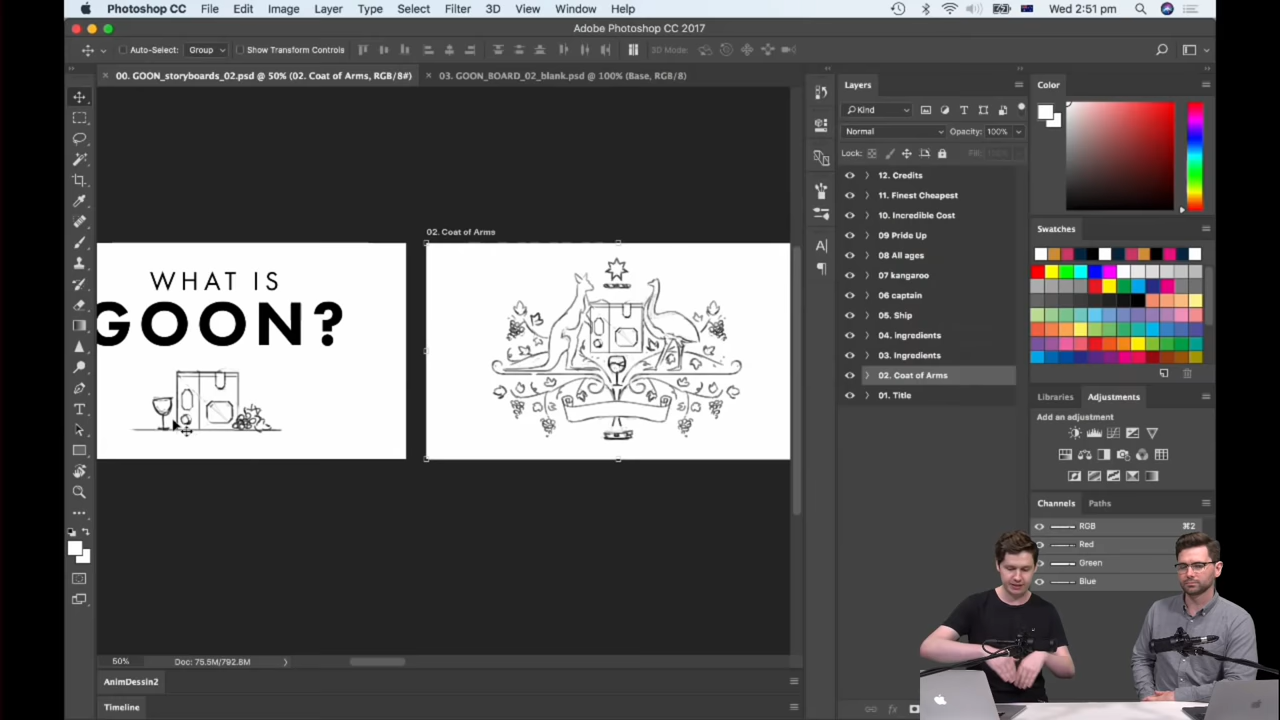 Photoshop CC File Edit Image Layer Type Select Filter 3D View Window Help Wed 2:51 pm
Adobe Photoshop CC 2017
Auto-Select: Group Show Transform Controls 3D Mode:
00. GOON_storyboards_02.psd @ 50% (02. Coat of Arms, RGB/8#) 03. GOON_BOARD_02_blank.psd @ 100% (Base, RGB/8)
Layers
Kind
Normal Opacity: 100%
Lock: Fill: 100%
12. Credits
11. Finest Cheapest
10. Incredible Cost
09 Pride Up
08 All ages
07 kangaroo
06 captain
05. Ship
04. Ingredients
03. Ingredients
02. Coat of Arms
01. Title
Color
Swatches
Libraries Adjustments
Add an adjustment
Channels Paths
RGB ⌘2
Red
Green
Blue
02. Coat of Arms
WHAT IS
GOON?
50% Doc: 75.5M/792.8M
AnimDessin2
Timeline
fx